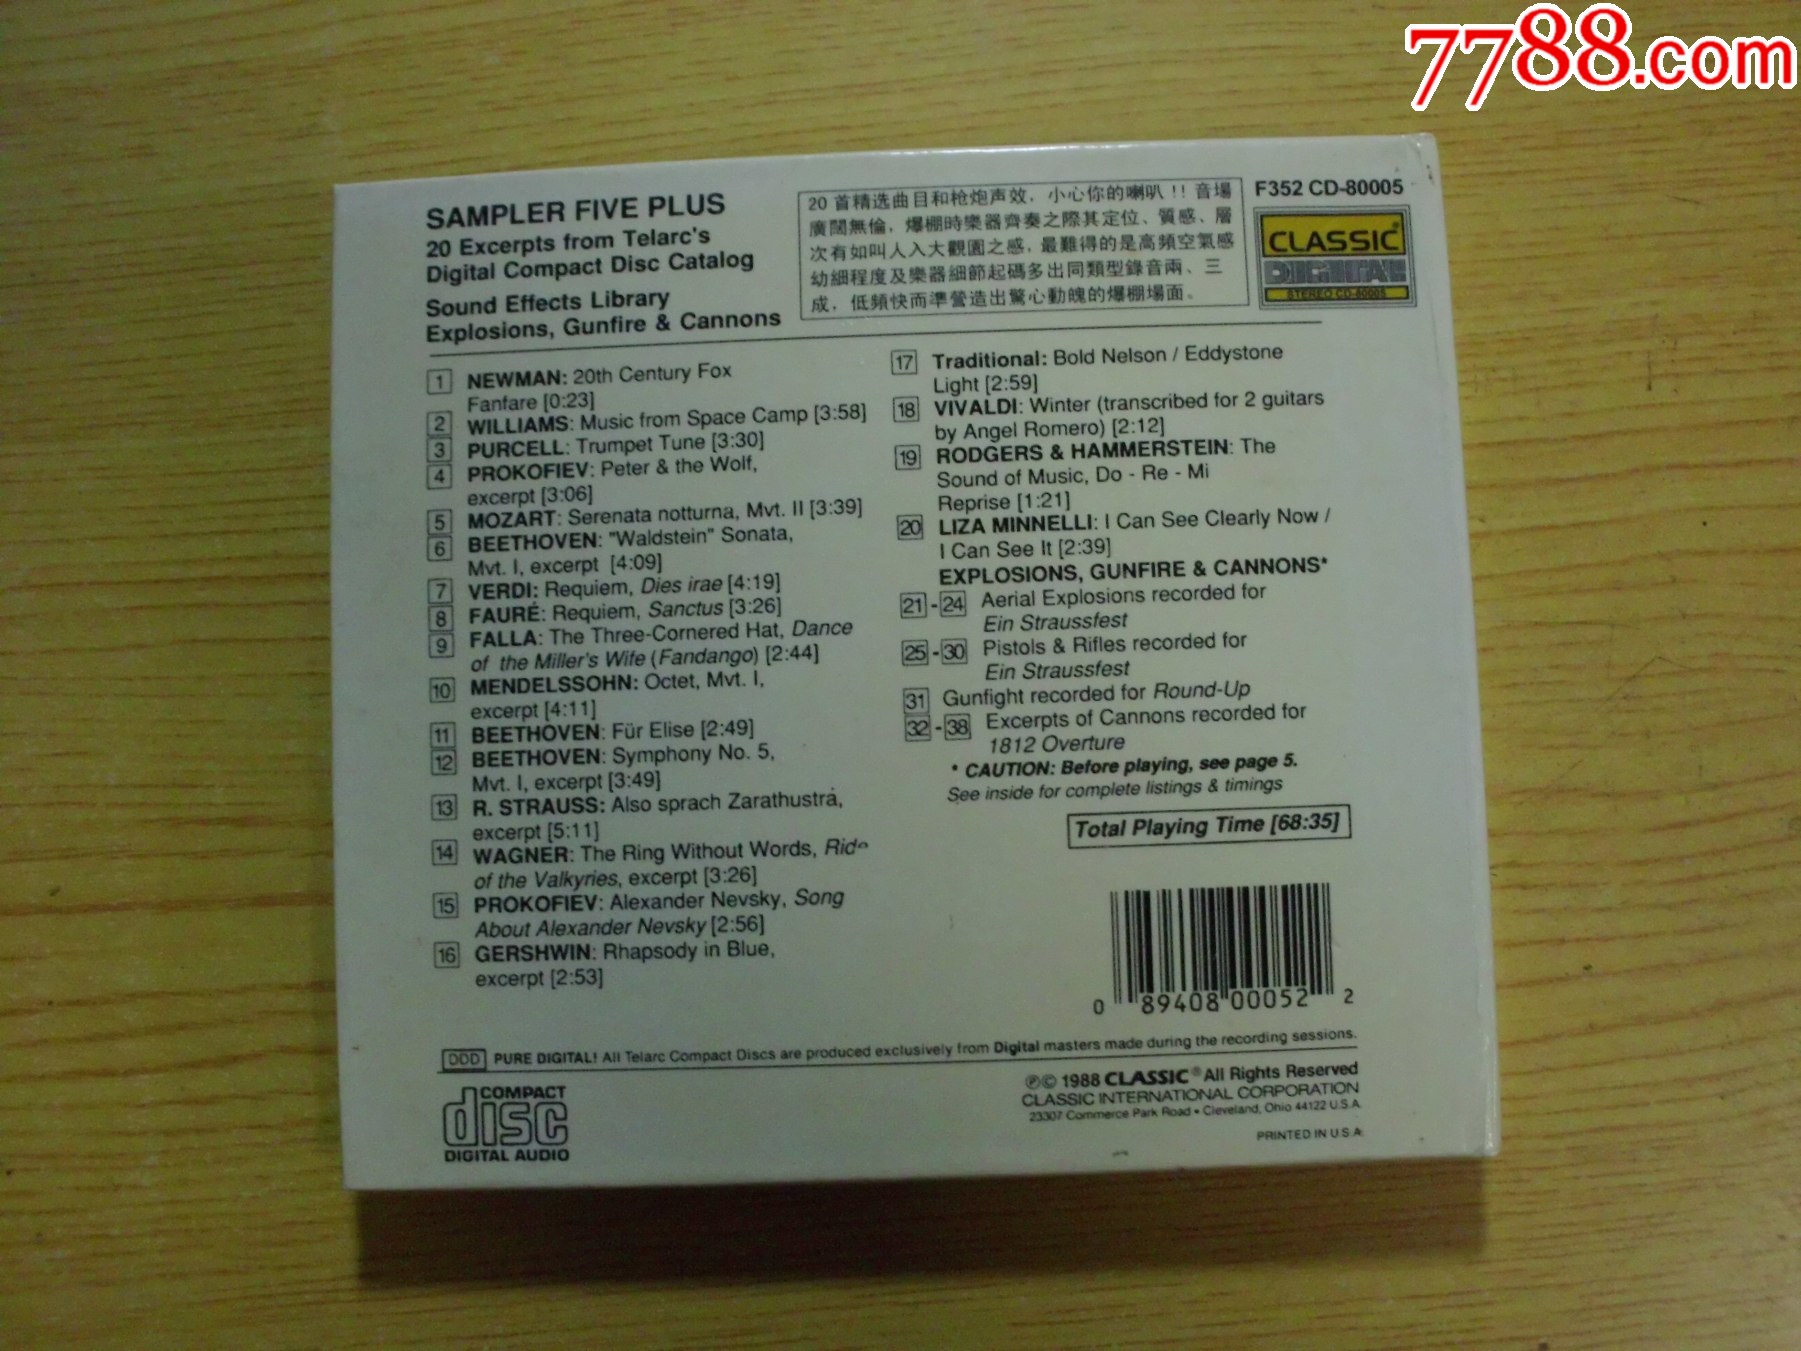 7788.com
SAMPLER FIVE PLUS
20 Excerpts from Telarc's
Digital Compact Disc Catalog
Sound Effects Library
Explosions, Gunfire & Cannons
20首精选曲目和枪炮声效，小心你的喇叭!!音場
廣闊無倫，爆棚時樂器齊奏之際其定位、質感、層
次有如叫人入大觀園之感，最難得的是高頻空氣感
幼細程度及樂器細節起碼多出同類型錄音兩、三
成，低頻快而準營造出驚心動魄的爆棚場面。
F352 CD-80005
CLASSIC
DIGITAL
STEREO CD-80005
1 NEWMAN: 20th Century Fox
Fanfare [0:23]
2 WILLIAMS: Music from Space Camp [3:58]
3 PURCELL: Trumpet Tune [3:30]
4 PROKOFIEV: Peter & the Wolf,
excerpt [3:06]
5 MOZART: Serenata notturna, Mvt. II [3:39]
6 BEETHOVEN: "Waldstein" Sonata,
Mvt. I, excerpt [4:09]
7 VERDI: Requiem, Dies irae [4:19]
8 FAURÉ: Requiem, Sanctus [3:26]
9 FALLA: The Three-Cornered Hat, Dance
of the Miller's Wife (Fandango) [2:44]
10 MENDELSSOHN: Octet, Mvt. I,
excerpt [4:11]
11 BEETHOVEN: Für Elise [2:49]
12 BEETHOVEN: Symphony No. 5,
Mvt. I, excerpt [3:49]
13 R. STRAUSS: Also sprach Zarathustra,
excerpt [5:11]
14 WAGNER: The Ring Without Words, Ride
of the Valkyries, excerpt [3:26]
15 PROKOFIEV: Alexander Nevsky, Song
About Alexander Nevsky [2:56]
16 GERSHWIN: Rhapsody in Blue,
excerpt [2:53]
17 Traditional: Bold Nelson / Eddystone
Light [2:59]
18 VIVALDI: Winter (transcribed for 2 guitars
by Angel Romero) [2:12]
19 RODGERS & HAMMERSTEIN: The
Sound of Music, Do - Re - Mi
Reprise [1:21]
20 LIZA MINNELLI: I Can See Clearly Now /
I Can See It [2:39]
EXPLOSIONS, GUNFIRE & CANNONS*
21 - 24 Aerial Explosions recorded for
Ein Straussfest
25 - 30 Pistols & Rifles recorded for
Ein Straussfest
31 Gunfight recorded for Round-Up
32 - 38 Excerpts of Cannons recorded for
1812 Overture
* CAUTION: Before playing, see page 5.
See inside for complete listings & timings
Total Playing Time [68:35]
0 89408 00052 2
DDD PURE DIGITAL! All Telarc Compact Discs are produced exclusively from Digital masters made during the recording sessions.
COMPACT
disc
DIGITAL AUDIO
℗© 1988 CLASSIC® All Rights Reserved
CLASSIC INTERNATIONAL CORPORATION
23307 Commerce Park Road • Cleveland, Ohio 44122 U.S.A.
PRINTED IN U.S.A.